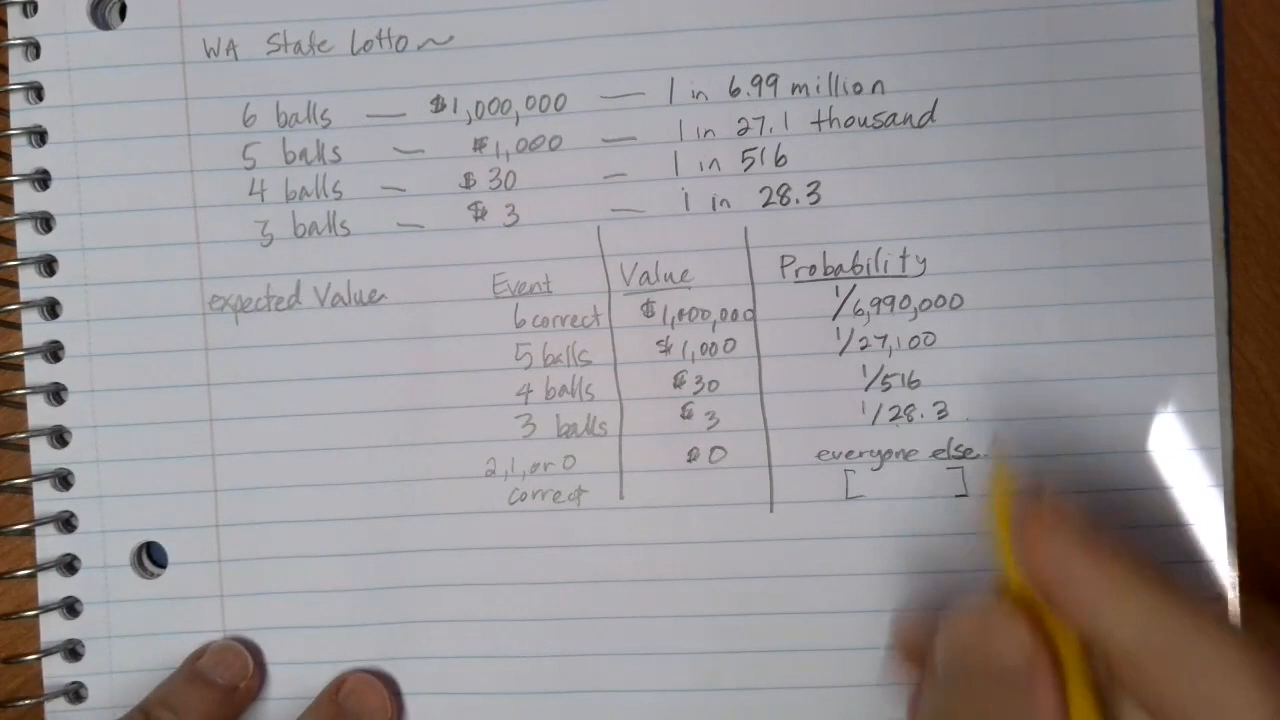 WA State Lotto ~
6 balls — $1,000,000 — 1 in 6.99 million
5 balls — $1,000 — 1 in 27.1 thousand
4 balls — $30 — 1 in 516
3 balls — $3 — 1 in 28.3
expected Value Event Value Probability
6 correct $1,000,000 1/6,990,000
5 balls $1,000 1/27,100
4 balls $30 1/516
3 balls $3 1/28.3
2,1, or 0 $0 everyone else
correct [ ]